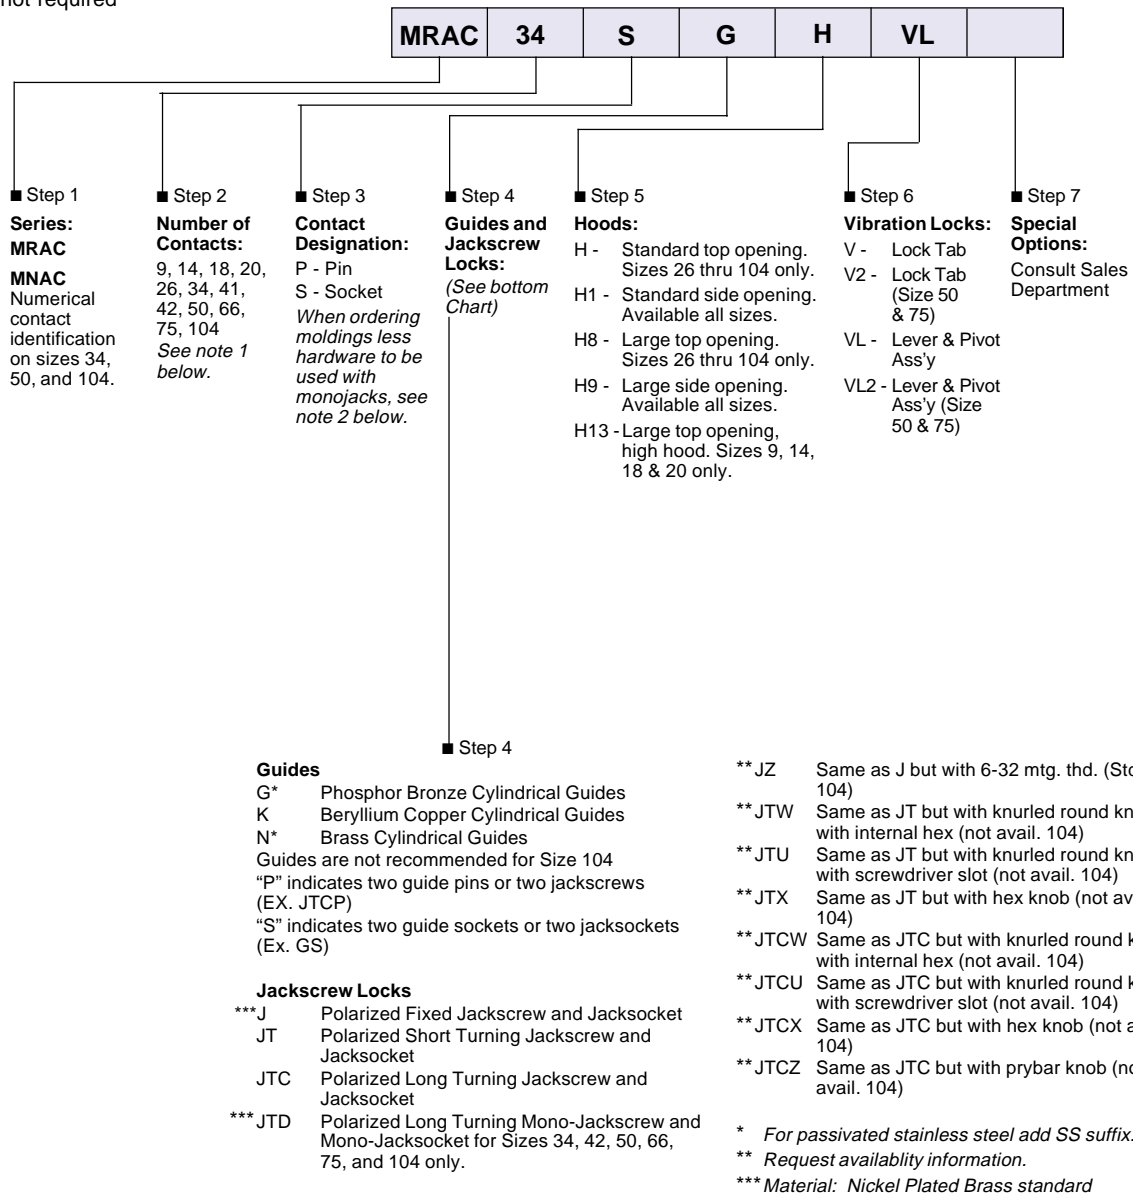 not required
MRAC 34 S G H VL
■ Step 1
Series:
MRAC
MNAC
Numerical
contact
identification
on sizes 34,
50, and 104.
■ Step 2
Number of
Contacts:
9, 14, 18, 20,
26, 34, 41,
42, 50, 66,
75, 104
See note 1
below.
■ Step 3
Contact
Designation:
P - Pin
S - Socket
When ordering
moldings less
hardware to be
used with
monojacks, see
note 2 below.
■ Step 4
Guides and
Jackscrew
Locks:
(See bottom
Chart)
■ Step 5
Hoods:
H - Standard top opening.
Sizes 26 thru 104 only.
H1 - Standard side opening.
Available all sizes.
H8 - Large top opening.
Sizes 26 thru 104 only.
H9 - Large side opening.
Available all sizes.
H13 - Large top opening,
high hood. Sizes 9, 14,
18 & 20 only.
■ Step 6
Vibration Locks:
V - Lock Tab
V2 - Lock Tab
(Size 50
& 75)
VL - Lever & Pivot
Ass'y
VL2 - Lever & Pivot
Ass'y (Size
50 & 75)
■ Step 7
Special
Options:
Consult Sales
Department
■ Step 4
Guides
G* Phosphor Bronze Cylindrical Guides
K Beryllium Copper Cylindrical Guides
N* Brass Cylindrical Guides
Guides are not recommended for Size 104
“P” indicates two guide pins or two jackscrews
(EX. JTCP)
“S” indicates two guide sockets or two jacksockets
(Ex. GS)
Jackscrew Locks
***J Polarized Fixed Jackscrew and Jacksocket
JT Polarized Short Turning Jackscrew and
Jacksocket
JTC Polarized Long Turning Jackscrew and
Jacksocket
***JTD Polarized Long Turning Mono-Jackscrew and
Mono-Jacksocket for Sizes 34, 42, 50, 66,
75, and 104 only.
**JZ Same as J but with 6-32 mtg. thd.
104)
**JTW Same as JT but with knurled round
with internal hex (not avail. 104)
**JTU Same as JT but with knurled round
with screwdriver slot (not avail. 104)
**JTX Same as JT but with hex knob (not
104)
**JTCW Same as JTC but with knurled round
with internal hex (not avail. 104)
**JTCU Same as JTC but with knurled round
with screwdriver slot (not avail. 104)
**JTCX Same as JTC but with hex knob (not
104)
**JTCZ Same as JTC but with prybar knob
avail. 104)
* For passivated stainless steel add SS suffix.
** Request availablity information.
*** Material: Nickel Plated Brass standard